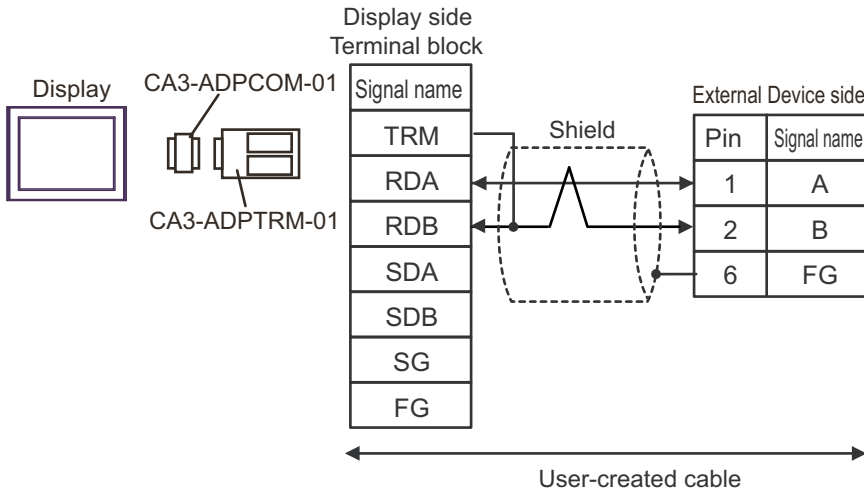 Display side
Terminal block
Display
CA3-ADPCOM-01
CA3-ADPTRM-01
Signal name
TRM
RDA
RDB
SDA
SDB
SG
FG
Shield
External Device side
Pin Signal name
1 A
2 B
6 FG
User-created cable